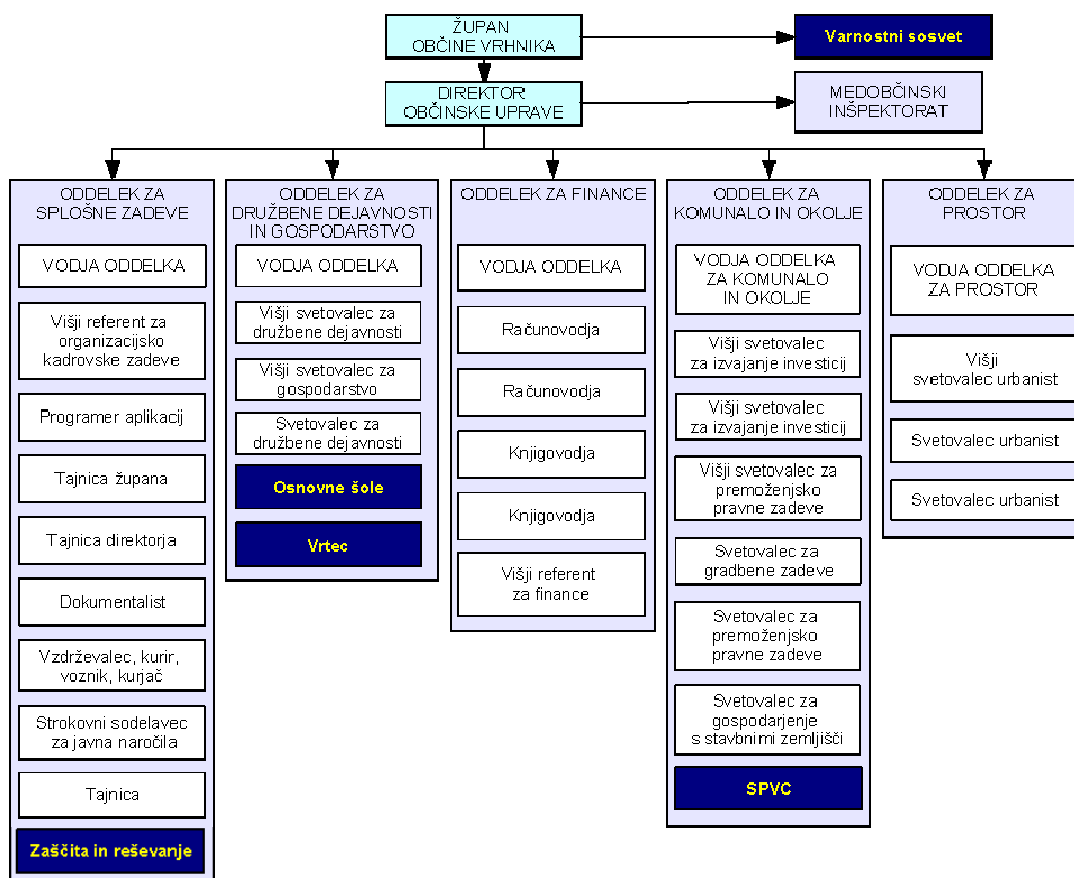 ŽUPAN
OBČINE VRHNIKA
Varnostni sosvet
DIREKTOR
OBČINSKE UPRAVE
MEDOBČINSKI
INŠPEKTORAT
ODDELEK ZA
SPLOŠNE ZADEVE
VODJA ODDELKA
Višji referent za
organizacijsko
kadrovske zadeve
Programer aplikacij
Tajnica župana
Tajnica direktorja
Dokumentalist
Vzdrževalec, kurir,
voznik, kurjač
Strokovni sodelavec
za javna naročila
Tajnica
Zaščita in reševanje
ODDELEK ZA
DRUŽBENE DEJAVNOSTI
IN GOSPODARSTVO
VODJA ODDELKA
Višji svetovalec za
družbene dejavnosti
Višji svetovalec za
gospodarstvo
Svetovalec za
družbene dejavnosti
Osnovne šole
Vrtec
ODDELEK ZA FINANCE
VODJA ODDELKA
Računovodja
Računovodja
Knjigovodja
Knjigovodja
Višji referent
za finance
ODDELEK ZA
KOMUNALO IN OKOLJE
VODJA ODDELKA
ZA KOMUNALO
IN OKOLJE
Višji svetovalec
za izvajanje investicij
Višji svetovalec
za izvajanje investicij
Višji svetovalec za
premoženjsko
pravne zadeve
Svetovalec za
gradbene zadeve
Svetovalec za
premoženjsko
pravne zadeve
Svetovalec za
gospodarjenje
s stavbnimi zemljišči
SPVC
ODDELEK ZA
PROSTOR
VODJA ODDELKA
ZA PROSTOR
Višji
svetovalec urbanist
Svetovalec urbanist
Svetovalec urbanist